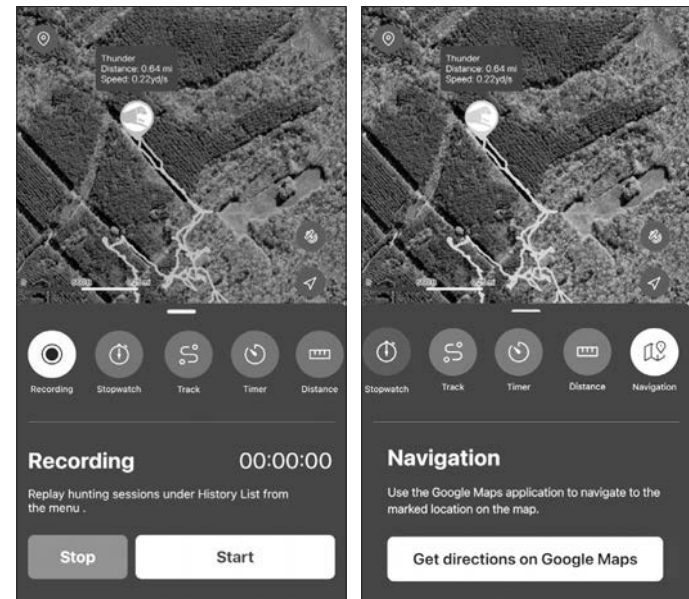 Thunder
Distance: 0.64 mi
Speed: 0.22yd/s
Recording
Stopwatch
Track
Timer
Distance
Recording
00:00:00
Replay hunting sessions under History List from
the menu .
Stop
Start
Thunder
Distance: 0.64 mi
Speed: 0.22yd/s
Stopwatch
Track
Timer
Distance
Navigation
Navigation
Use the Google Maps application to navigate to the
marked location on the map.
Get directions on Google Maps